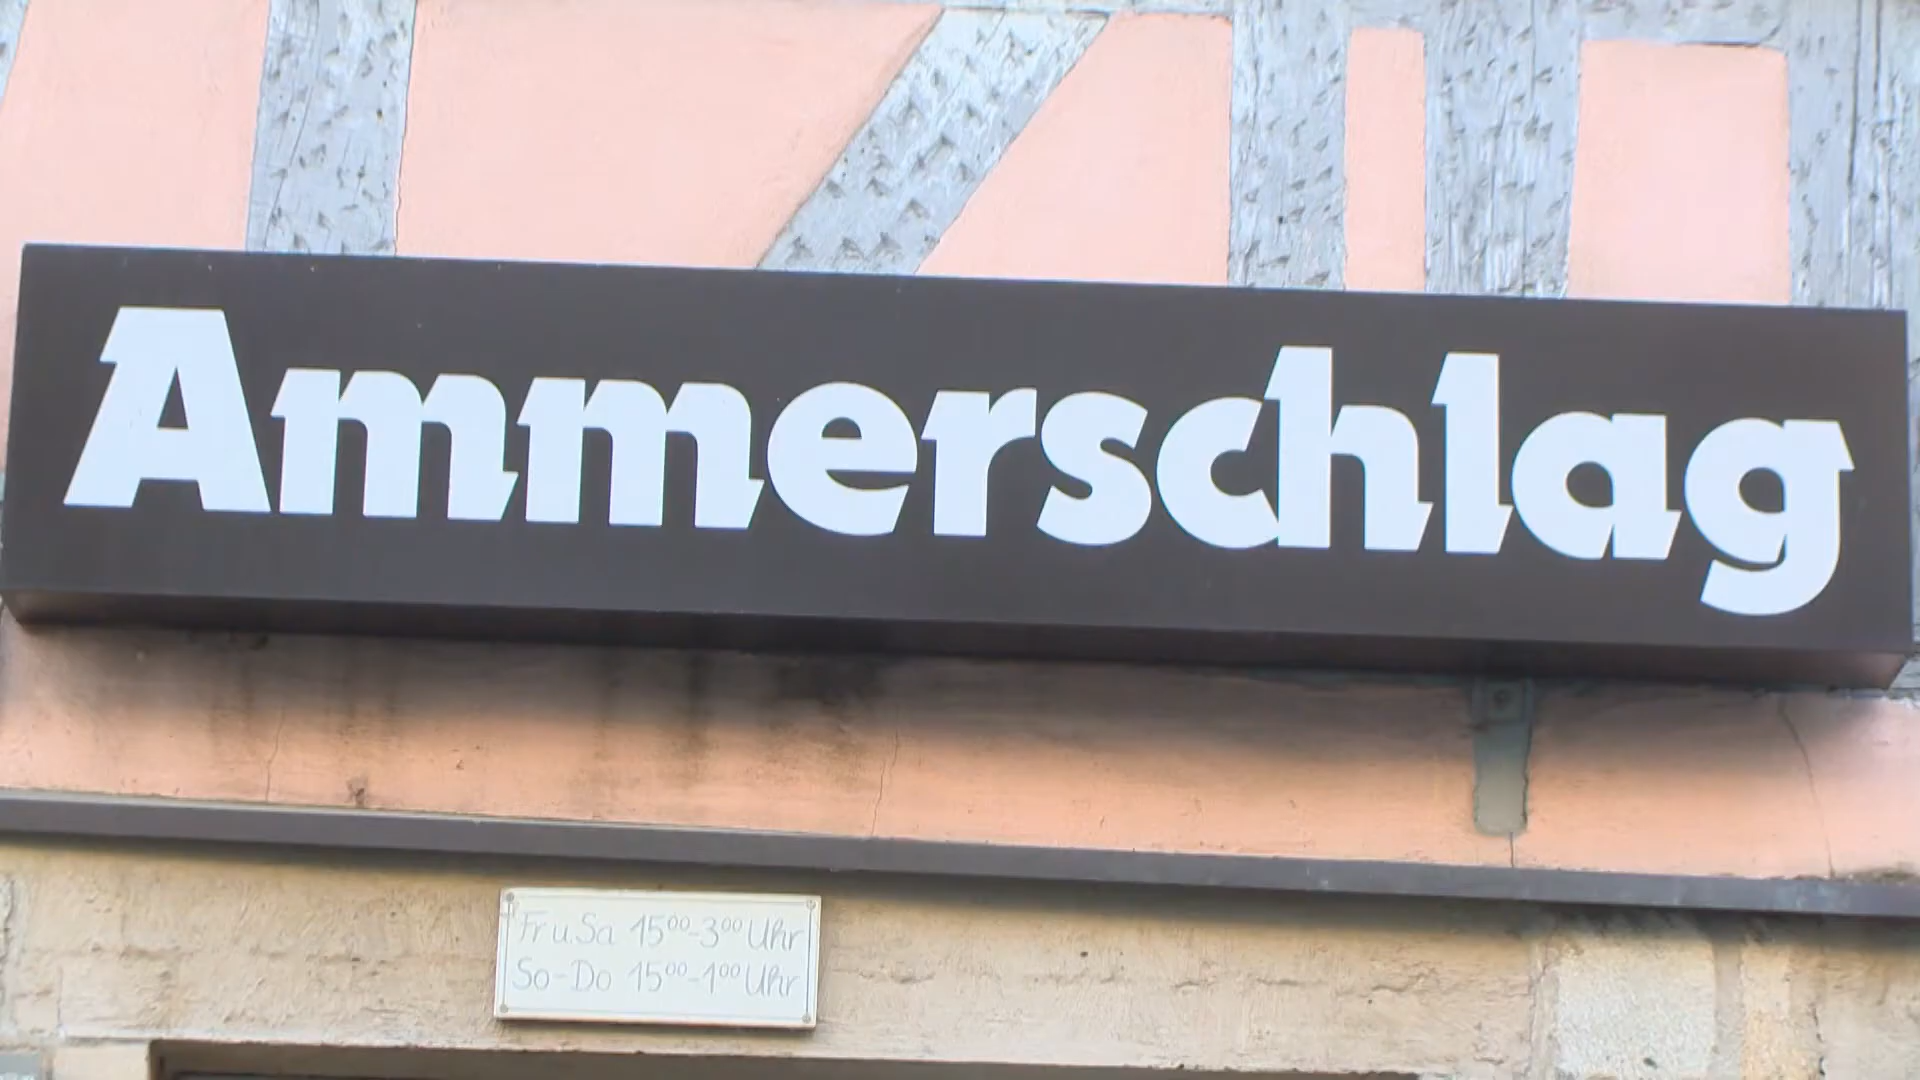 Ammerschlag
Fr u. Sa 15⁰⁰-3⁰⁰ Uhr
So-Do 15⁰⁰-1⁰⁰ Uhr